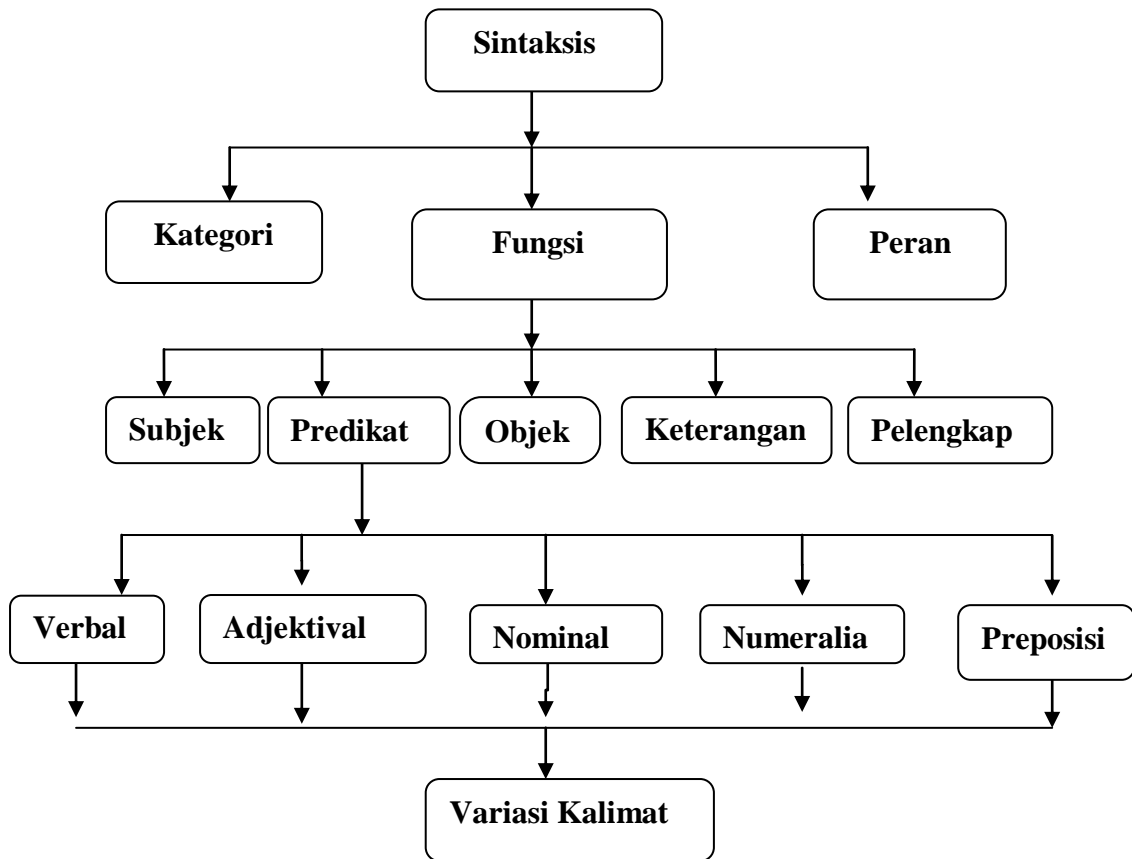 Sintaksis
Kategori
Fungsi
Peran
Subjek
Predikat
Objek
Keterangan
Pelengkap
Verbal
Adjektival
Nominal
Numeralia
Preposisi
Variasi Kalimat